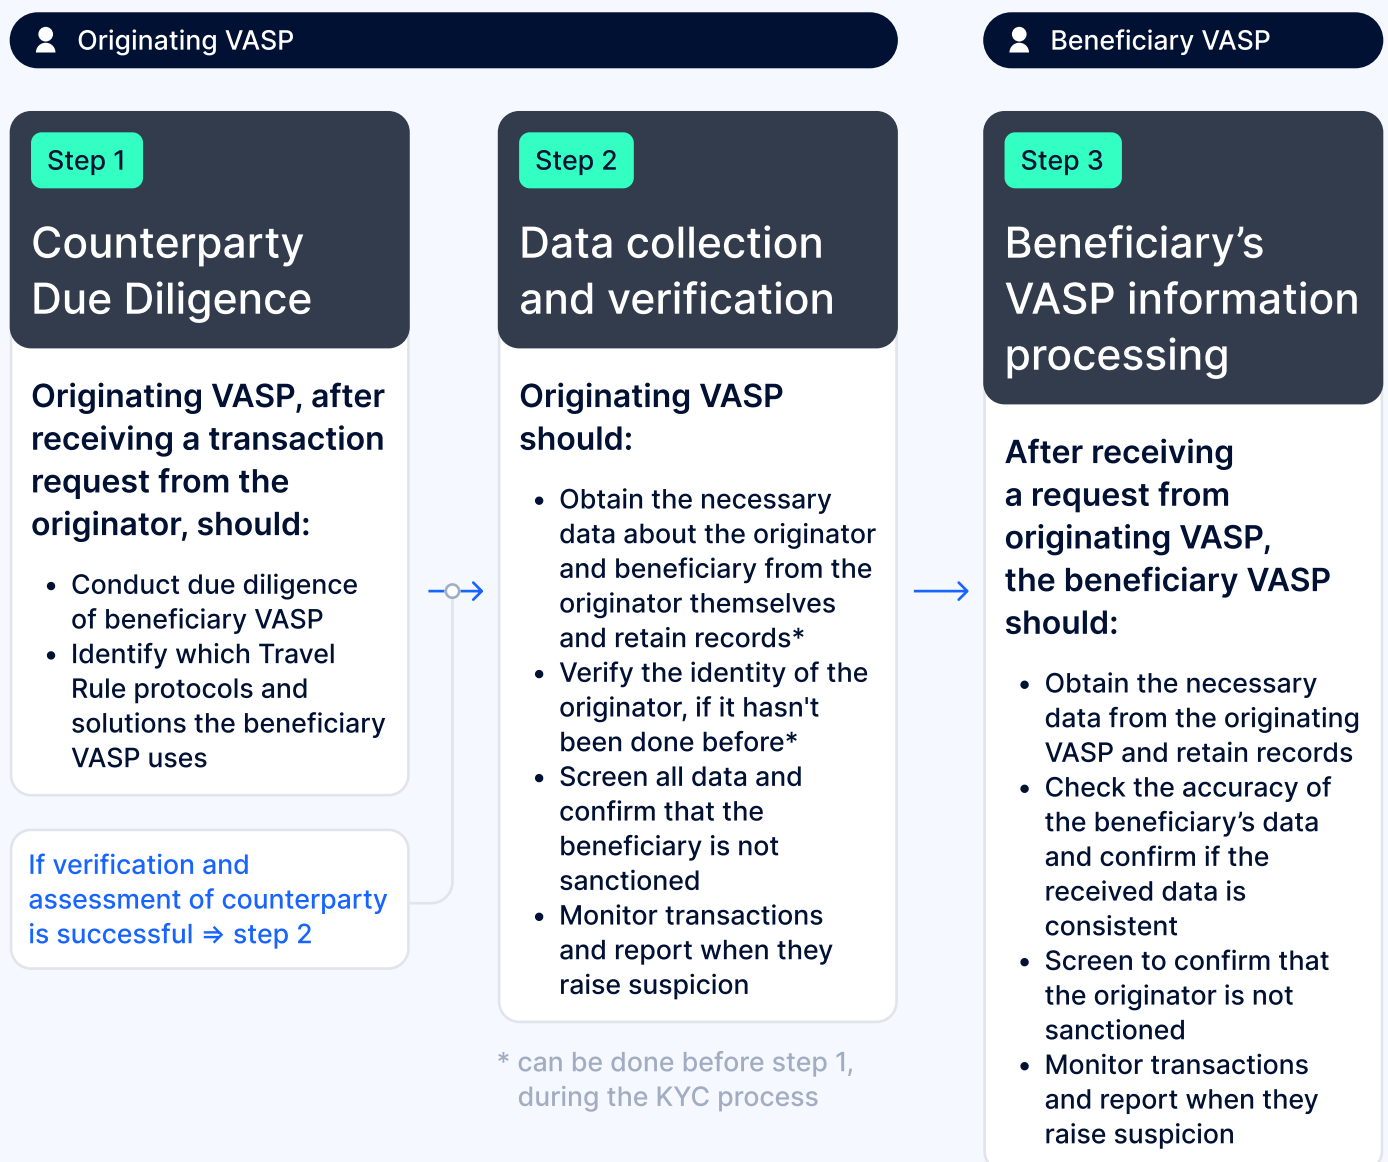 Originating VASP
Beneficiary VASP
Step 1
Counterparty
Due Diligence
Originating VASP, after
receiving a transaction
request from the
originator, should:
• Conduct due diligence
of beneficiary VASP
• Identify which Travel
Rule protocols and
solutions the beneficiary
VASP uses
If verification and
assessment of counterparty
is successful ⇒ step 2
Step 2
Data collection
and verification
Originating VASP
should:
• Obtain the necessary
data about the originator
and beneficiary from the
originator themselves
and retain records*
• Verify the identity of the
originator, if it hasn't
been done before*
• Screen all data and
confirm that the
beneficiary is not
sanctioned
• Monitor transactions
and report when they
raise suspicion
* can be done before step 1,
during the KYC process
Step 3
Beneficiary’s
VASP information
processing
After receiving
a request from
originating VASP,
the beneficiary VASP
should:
• Obtain the necessary
data from the originating
VASP and retain records
• Check the accuracy of
the beneficiary’s data
and confirm if the
received data is
consistent
• Screen to confirm that
the originator is not
sanctioned
• Monitor transactions
and report when they
raise suspicion